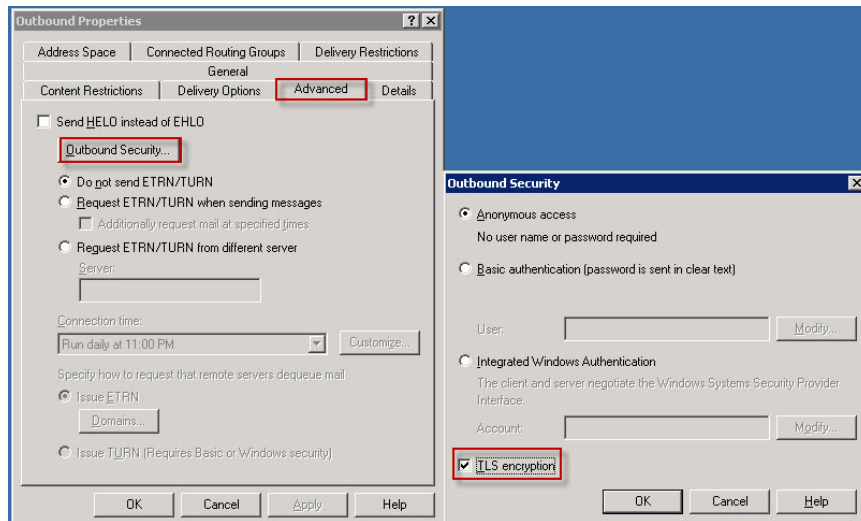 Outbound Properties
Address Space
Connected Routing Groups
Delivery Restrictions
General
Content Restrictions
Delivery Options
Advanced
Details
Send HELO instead of EHLO
Outbound Security...
Do not send ETRN/TURN
Request ETRN/TURN when sending messages
Additionally request mail at specified times
Request ETRN/TURN from different server
Server:
Connection time:
Run daily at 11:00 PM
Customize...
Specify how to request that remote servers dequeue mail
Issue ETRN
Domains...
Issue TURN (Requires Basic or Windows security)
OK
Cancel
Apply
Help
Outbound Security
Anonymous access
No user name or password required
Basic authentication (password is sent in clear text)
User:
Modify...
Integrated Windows Authentication
The client and server negotiate the Windows Systems Security Provider
Interface.
Account:
Modify...
TLS encryption
OK
Cancel
Help